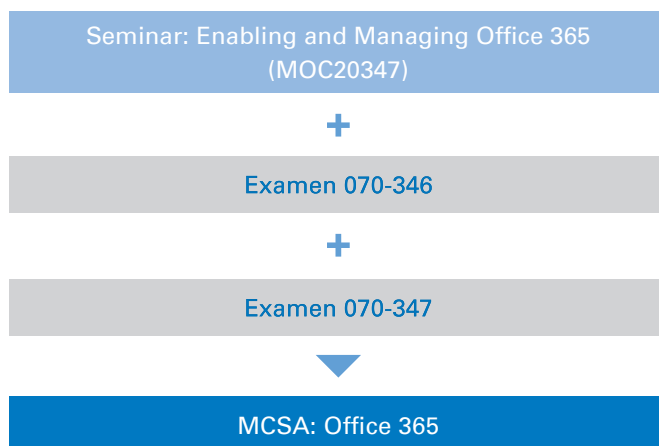 Seminar: Enabling and Managing Office 365
(MOC20347)
+
Examen 070-346
+
Examen 070-347
MCSA: Office 365